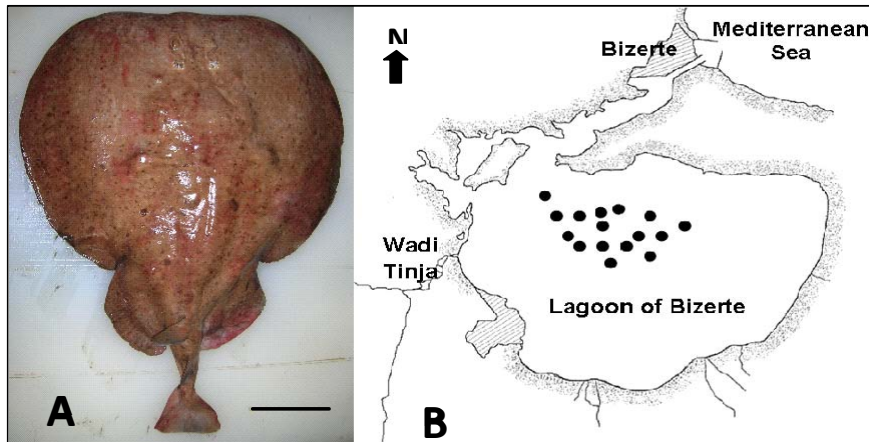 A
N
Bizerte
Mediterranean
Sea
Wadi
Tinja
Lagoon of Bizerte
B